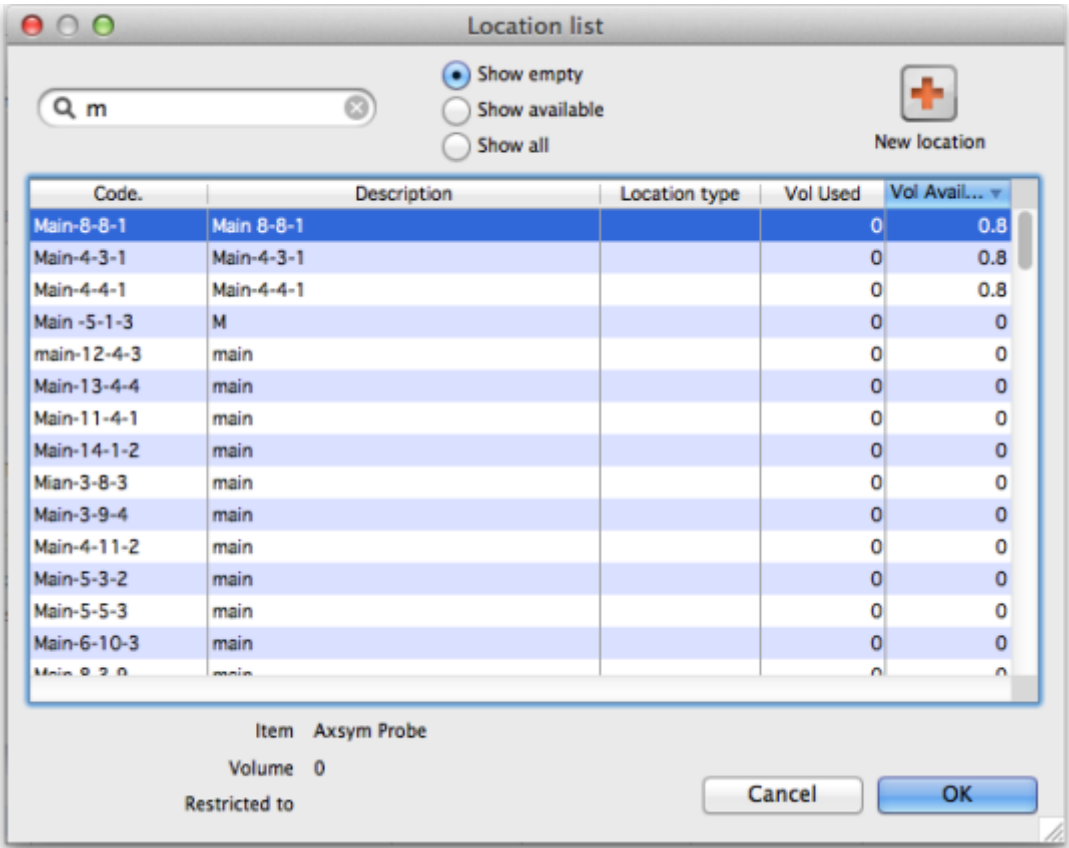 Location list
m
Show empty
Show available
Show all
New location
Code. Description Location type Vol Used Vol Avail...
Main-8-8-1 Main 8-8-1 0 0.8
Main-4-3-1 Main-4-3-1 0 0.8
Main-4-4-1 Main-4-4-1 0 0.8
Main -5-1-3 M 0 0
main-12-4-3 main 0 0
Main-13-4-4 main 0 0
Main-11-4-1 main 0 0
Main-14-1-2 main 0 0
Mian-3-8-3 main 0 0
Main-3-9-4 main 0 0
Main-4-11-2 main 0 0
Main-5-3-2 main 0 0
Main-5-5-3 main 0 0
Main-6-10-3 main 0 0
main 0 0
Item Axsym Probe
Volume 0
Restricted to
Cancel OK